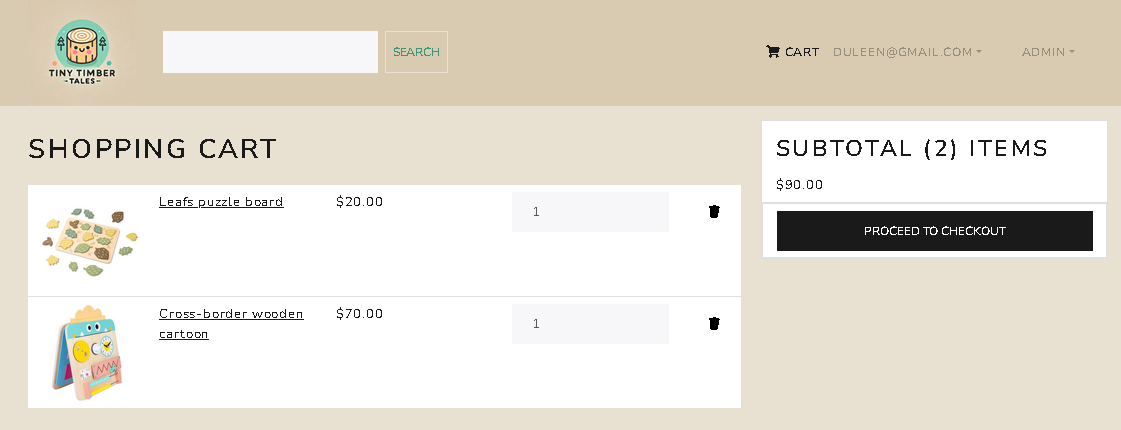 TINY TIMBER
-TALES-
SEARCH
CART
DULEEN@GMAIL.COM
ADMIN
SHOPPING CART
Leafs puzzle board
$20.00
1
Cross-border wooden
cartoon
$70.00
1
SUBTOTAL (2) ITEMS
$90.00
PROCEED TO CHECKOUT